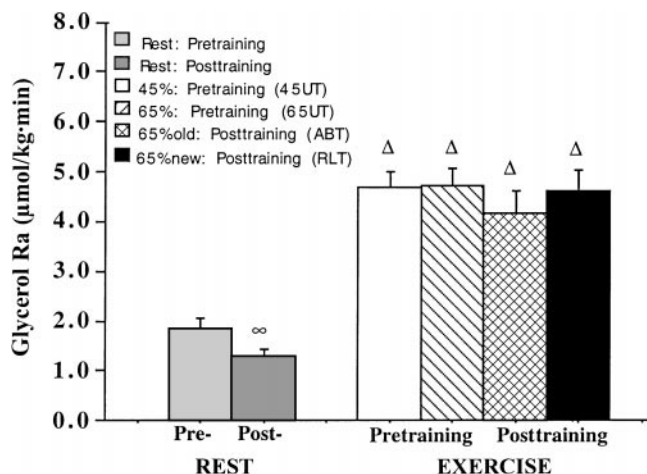 8.0
7.0
6.0
5.0
4.0
3.0
2.0
1.0
0.0
Glycerol Ra (µmol/kg·min)
Rest: Pretraining
Rest: Posttraining
45%: Pretraining (45UT)
65%: Pretraining (65UT)
65%old: Posttraining (ABT)
65%new: Posttraining (RLT)
Δ Δ Δ Δ
∞
Pre- Post- Pretraining Posttraining
REST EXERCISE